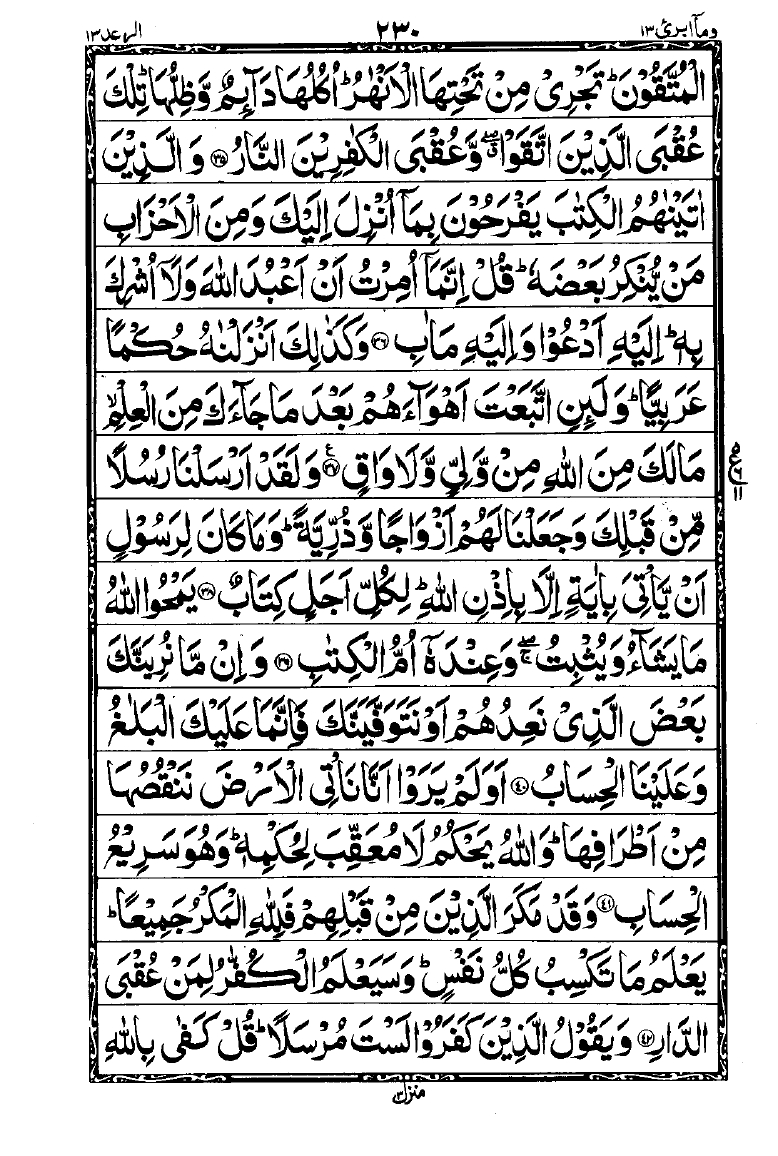 وما ابرئ ١٣
٢٣٠
الرعد ١٣
الْمُتَّقُوْنَ ؕ تَجْرِیْ مِنْ تَحْتِهَا الْاَنْهٰرُ ؕ اُكُلُهَا دَآىِٕمٌ وَّ ظِلُّهَا ؕ تِلْكَ
عُقْبَی الَّذِیْنَ اتَّقَوْا ۖۗ وَّ عُقْبَی الْكٰفِرِیْنَ النَّارُ ۝۳۵ وَ الَّذِیْنَ
اٰتَیْنٰهُمُ الْكِتٰبَ یَفْرَحُوْنَ بِمَاۤ اُنْزِلَ اِلَیْكَ وَ مِنَ الْاَحْزَابِ
مَنْ یُّنْكِرُ بَعْضَهٗ ؕ قُلْ اِنَّمَاۤ اُمِرْتُ اَنْ اَعْبُدَ اللّٰهَ وَ لَاۤ اُشْرِكَ
بِهٖ ؕ اِلَیْهِ اَدْعُوْا وَ اِلَیْهِ مَاٰبِ ۝۳۶ وَ كَذٰلِكَ اَنْزَلْنٰهُ حُكْمًا
عَرَبِیًّا ؕ وَ لَىِٕنِ اتَّبَعْتَ اَهْوَآءَهُمْ بَعْدَ مَا جَآءَكَ مِنَ الْعِلْمِ ۙ
مَا لَكَ مِنَ اللّٰهِ مِنْ وَّلِیٍّ وَّ لَا وَاقٍ ۝۳۷ ع وَ لَقَدْ اَرْسَلْنَا رُسُلًا
مِّنْ قَبْلِكَ وَ جَعَلْنَا لَهُمْ اَزْوَاجًا وَّ ذُرِّیَّةً ؕ وَ مَا كَانَ لِرَسُوْلٍ
اَنْ یَّاْتِیَ بِاٰیَةٍ اِلَّا بِاِذْنِ اللّٰهِ ؕ لِكُلِّ اَجَلٍ كِتَابٌ ۝۳۸ یَمْحُوا اللّٰهُ
مَا یَشَآءُ وَ یُثْبِتُ ۖۚ وَ عِنْدَهٗۤ اُمُّ الْكِتٰبِ ۝۳۹ وَ اِنْ مَّا نُرِیَنَّكَ
بَعْضَ الَّذِیْ نَعِدُهُمْ اَوْ نَتَوَفَّیَنَّكَ فَاِنَّمَا عَلَیْكَ الْبَلٰغُ
وَ عَلَیْنَا الْحِسَابُ ۝۴۰ اَوَ لَمْ یَرَوْا اَنَّا نَاْتِی الْاَرْضَ نَنْقُصُهَا
مِنْ اَطْرَافِهَا ؕ وَ اللّٰهُ یَحْكُمُ لَا مُعَقِّبَ لِحُكْمِهٖ ؕ وَ هُوَ سَرِیْعُ
الْحِسَابِ ۝۴۱ وَ قَدْ مَكَرَ الَّذِیْنَ مِنْ قَبْلِهِمْ فَلِلّٰهِ الْمَكْرُ جَمِیْعًا ؕ
یَعْلَمُ مَا تَكْسِبُ كُلُّ نَفْسٍ ؕ وَ سَیَعْلَمُ الْكُفّٰرُ لِمَنْ عُقْبَی
الدَّارِ ۝۴۲ وَ یَقُوْلُ الَّذِیْنَ كَفَرُوْا لَسْتَ مُرْسَلًا ؕ قُلْ كَفٰی بِاللّٰهِ
منزل ٣